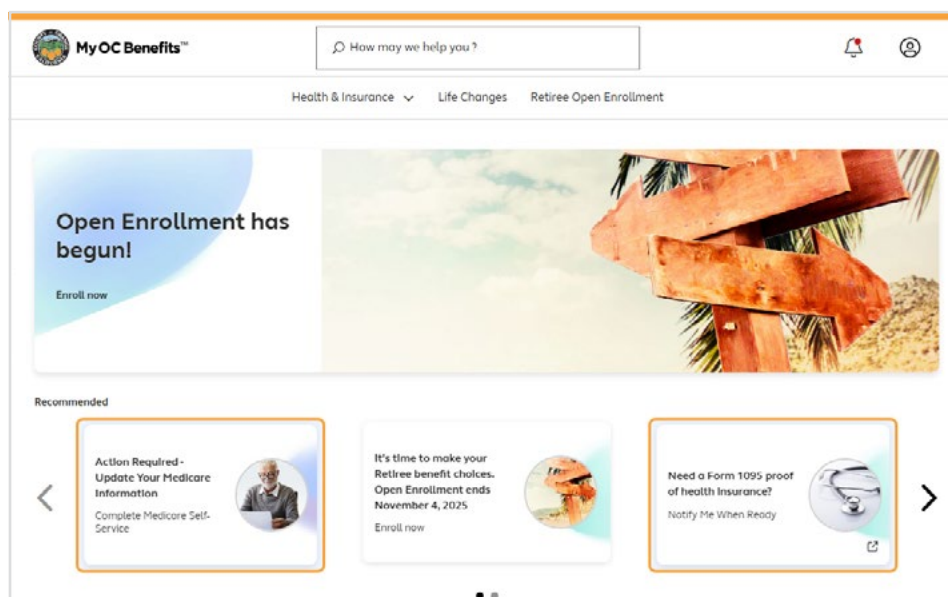 My OC Benefits™
How may we help you ?
Health & Insurance
Life Changes
Retiree Open Enrollment
Open Enrollment has
begun!
Enroll now
Recommended
Action Required -
Update Your Medicare
Information
Complete Medicare Self-
Service
It's time to make your
Retiree benefit choices.
Open Enrollment ends
November 4, 2025
Enroll now
Need a Form 1095 proof
of health Insurance?
Notify Me When Ready